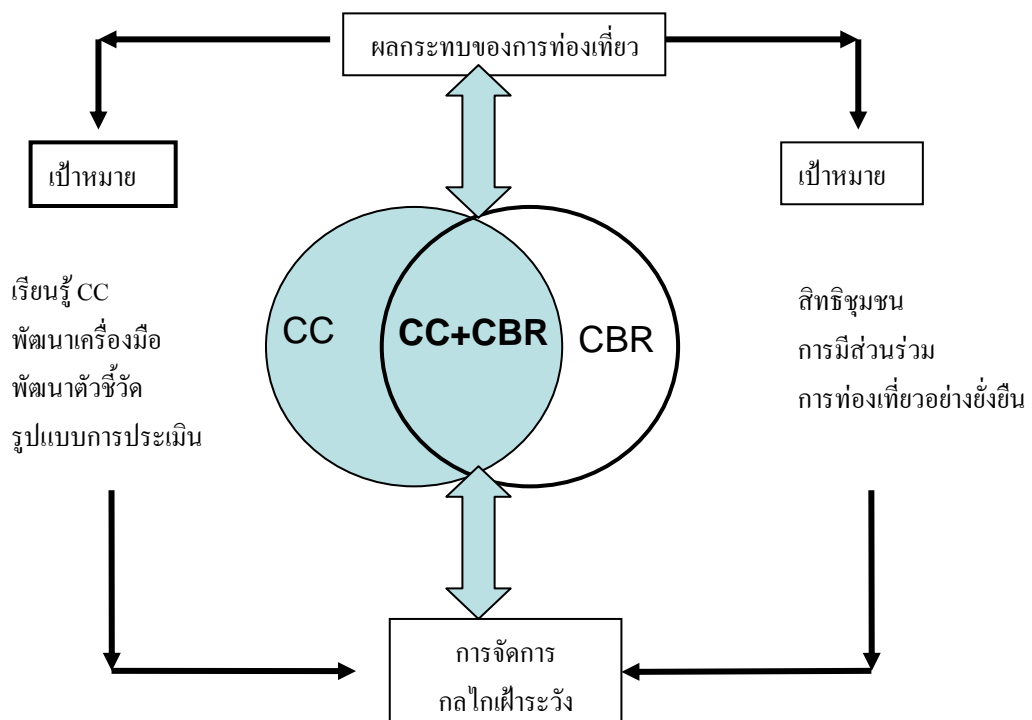 ผลกระทบของการท่องเที่ยว
เป้าหมาย
เป้าหมาย
เรียนรู้ CC
พัฒนาเครื่องมือ
พัฒนาตัวชี้วัด
รูปแบบการประเมิน
CC
CC+CBR
CBR
สิทธิชุมชน
การมีส่วนร่วม
การท่องเที่ยวอย่างยั่งยืน
การจัดการ
กลไกเฝ้าระวัง